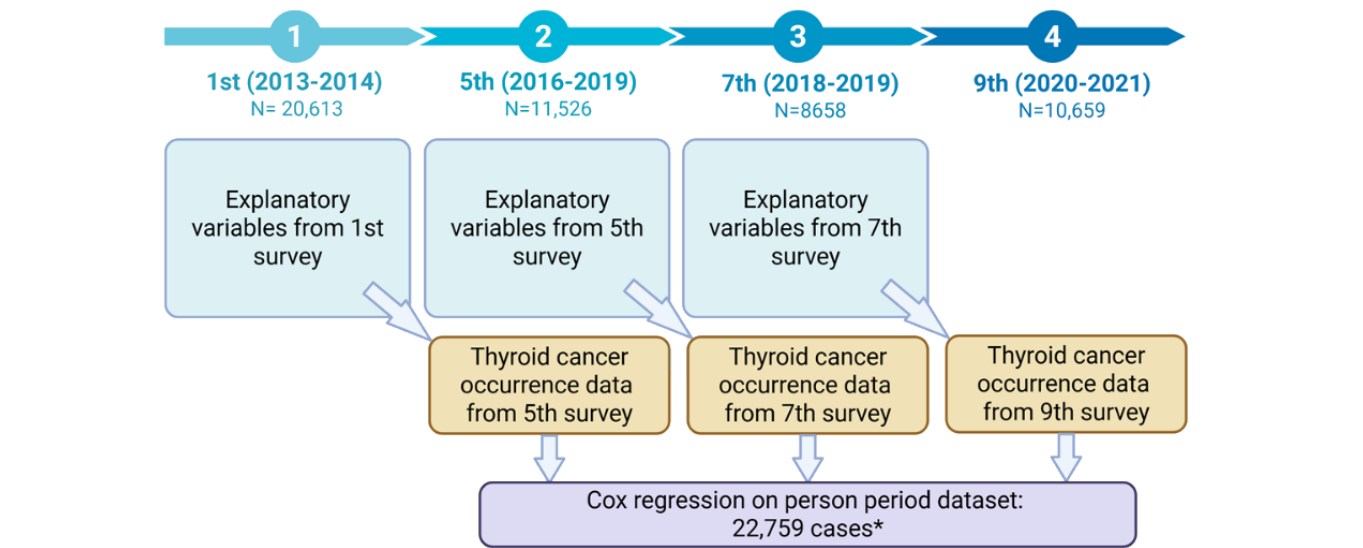 1
2
3
4
1st (2013-2014)
N= 20,613
5th (2016-2019)
N=11,526
7th (2018-2019)
N=8658
9th (2020-2021)
N=10,659
Explanatory
variables from 1st
survey
Explanatory
variables from 5th
survey
Explanatory
variables from 7th
survey
Thyroid cancer
occurrence data
from 5th survey
Thyroid cancer
occurrence data
from 7th survey
Thyroid cancer
occurrence data
from 9th survey
Cox regression on person period dataset:
22,759 cases*